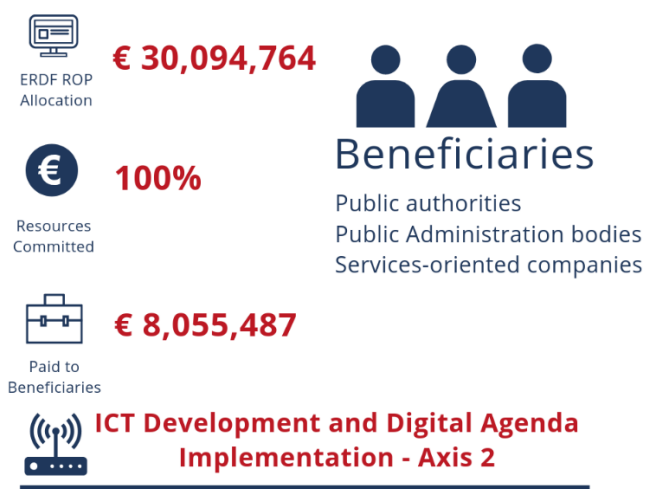 ERDF ROP
Allocation
€ 30,094,764
€
Resources
Committed
100%
Paid to
Beneficiaries
€ 8,055,487
Beneficiaries
Public authorities
Public Administration bodies
Services-oriented companies
ICT Development and Digital Agenda
Implementation - Axis 2